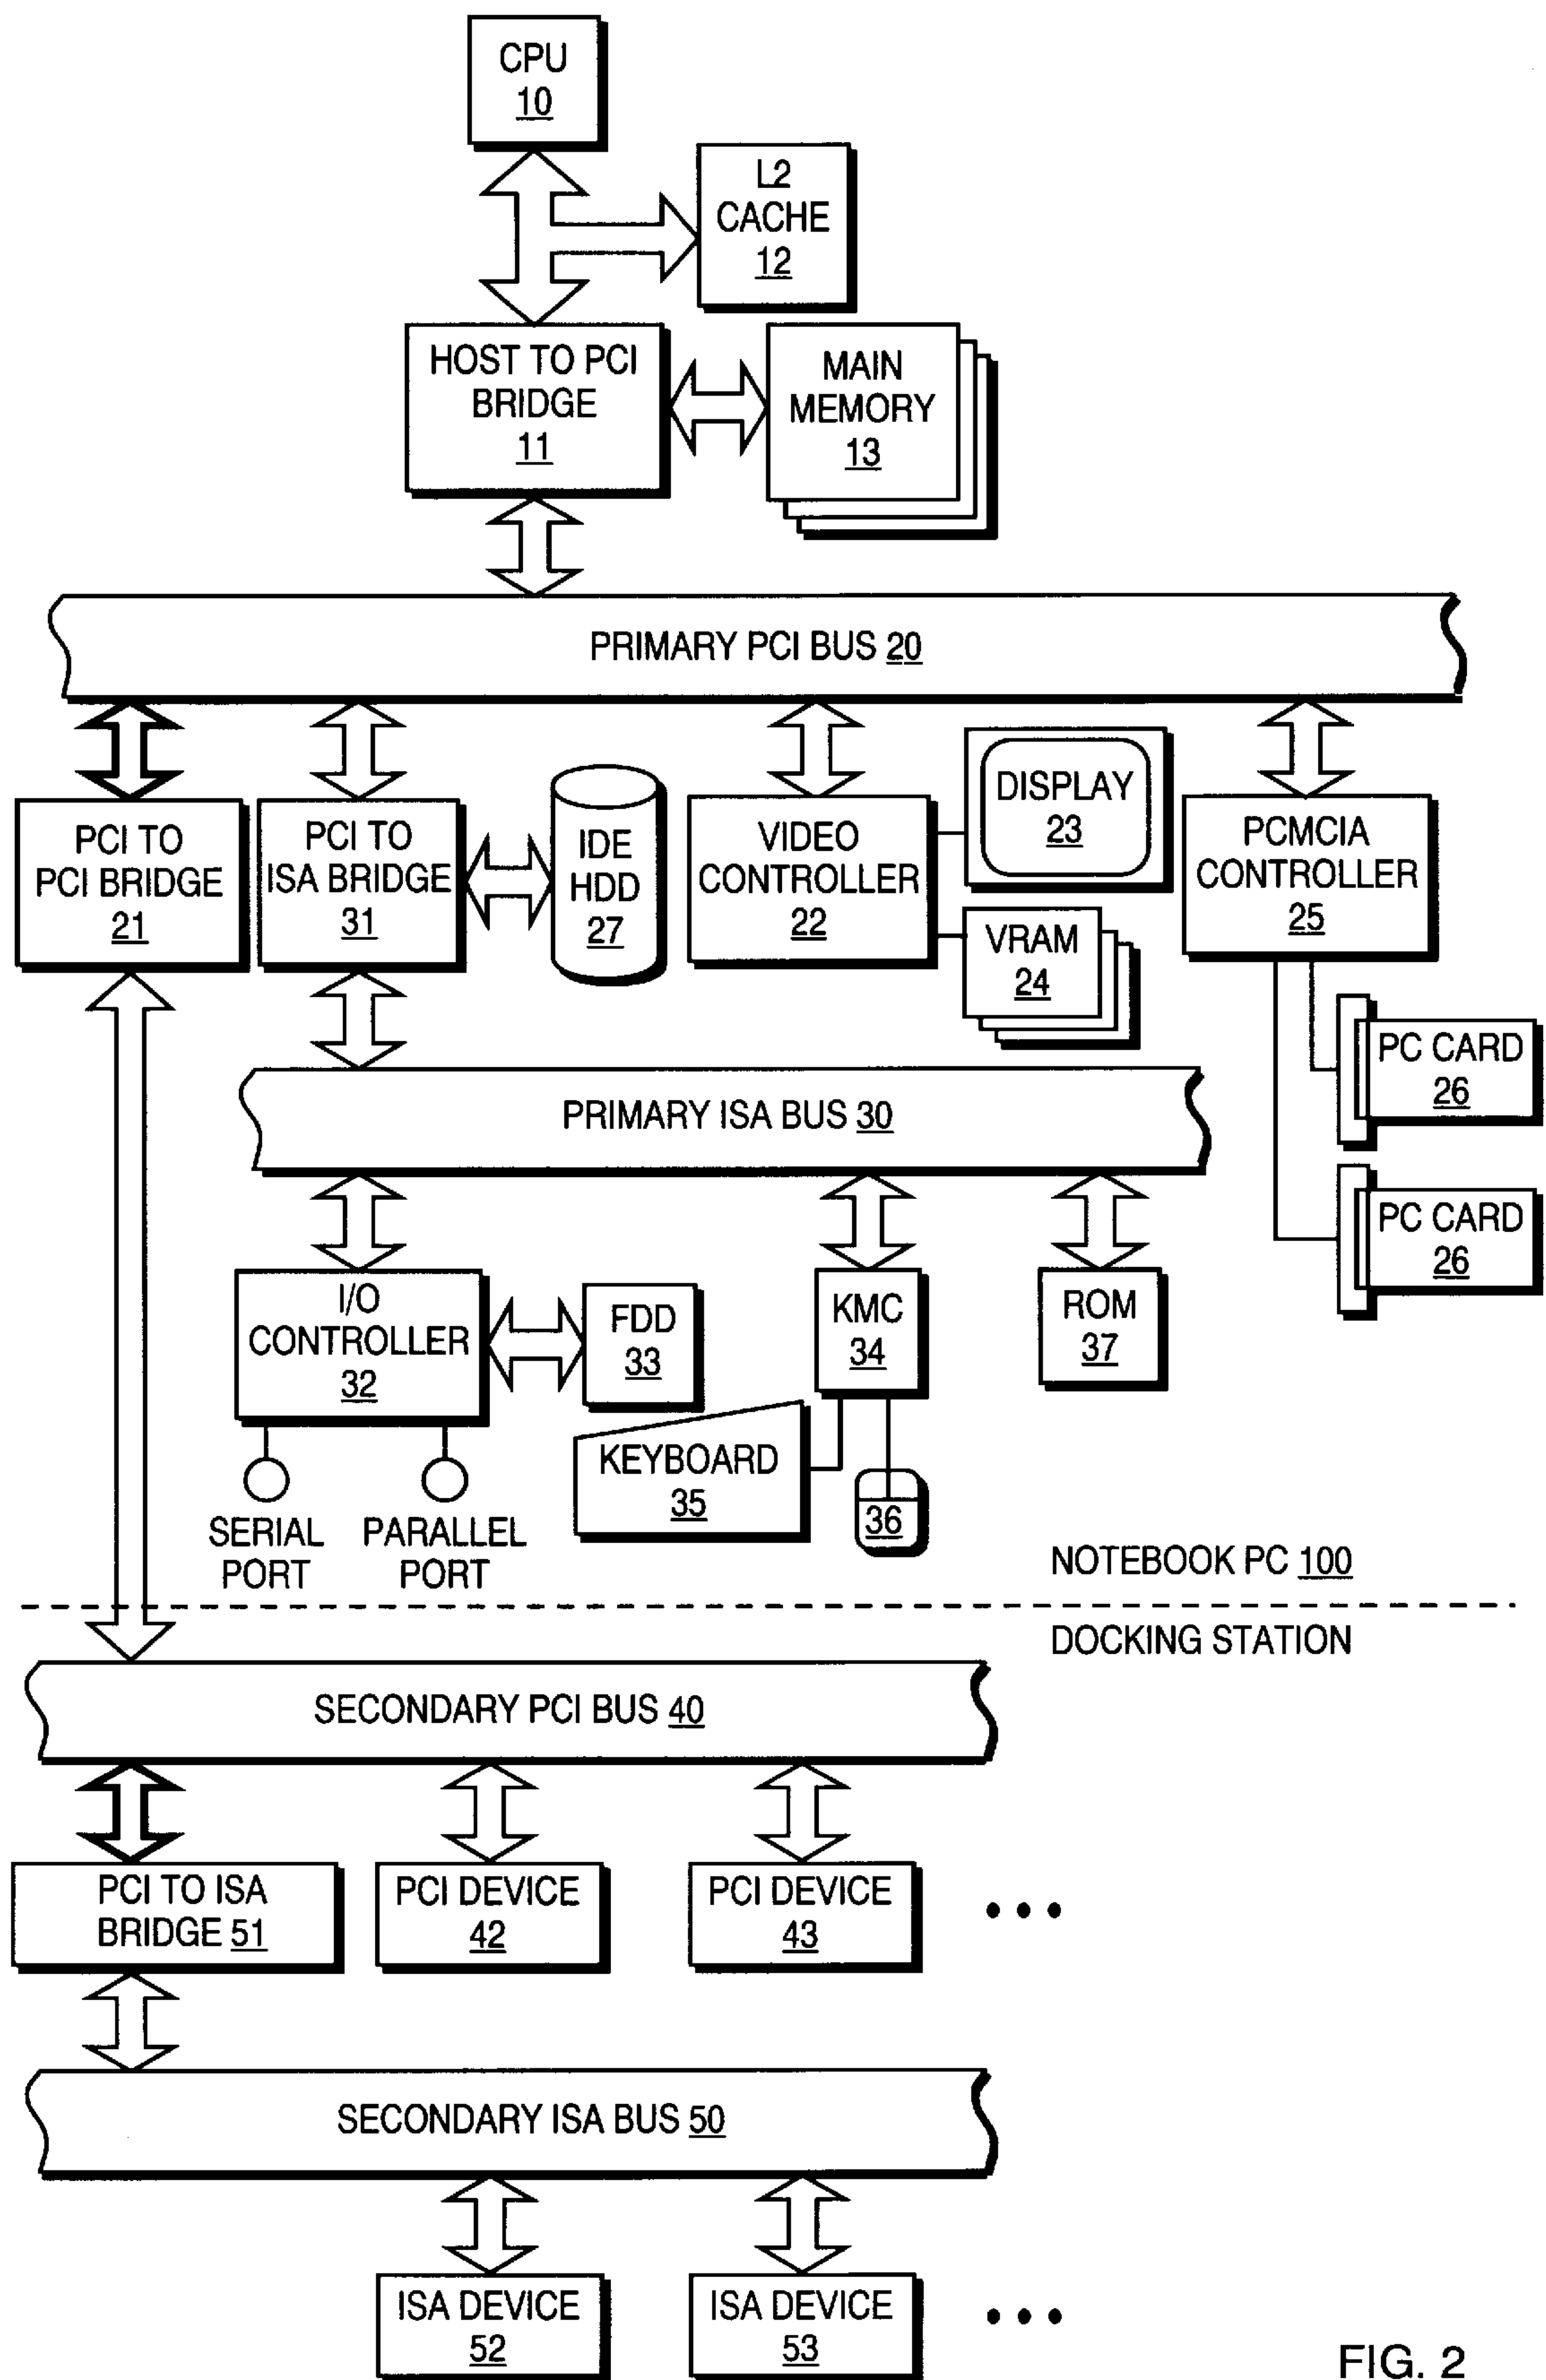 CPU
10
L2
CACHE
12
HOST TO PCI
BRIDGE
11
MAIN
MEMORY
13
PRIMARY PCI BUS 20
PCI TO
PCI BRIDGE
21
PCI TO
ISA BRIDGE
31
IDE
HDD
27
VIDEO
CONTROLLER
22
DISPLAY
23
VRAM
24
PCMCIA
CONTROLLER
25
PC CARD
26
PC CARD
26
PRIMARY ISA BUS 30
I/O
CONTROLLER
32
FDD
33
KMC
34
ROM
37
KEYBOARD
35
36
SERIAL
PORT
PARALLEL
PORT
NOTEBOOK PC 100
DOCKING STATION
SECONDARY PCI BUS 40
PCI TO ISA
BRIDGE 51
PCI DEVICE
42
PCI DEVICE
43
SECONDARY ISA BUS 50
ISA DEVICE
52
ISA DEVICE
53
FIG. 2